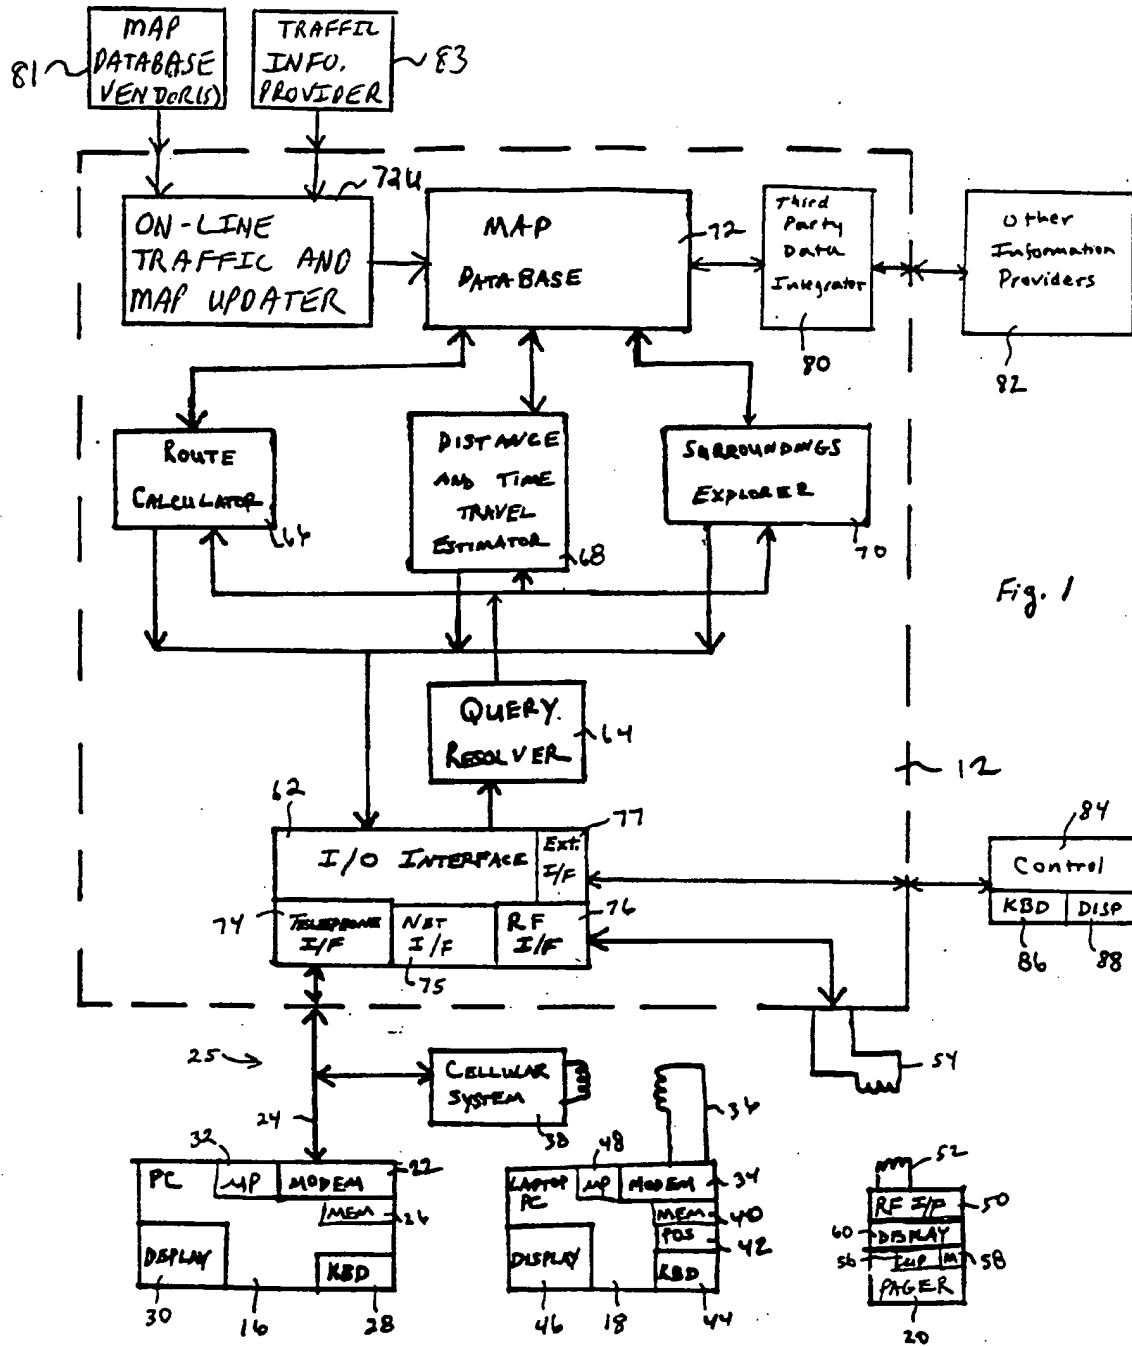 MAP
DATABASE
VENDOR(S)
81
TRAFFIC
INFO.
PROVIDER
83
72u
ON-LINE
TRAFFIC AND
MAP UPDATER
MAP
DATABASE
72
Third
Party
Data
Integrator
80
Other
Information
Providers
82
ROUTE
CALCULATOR
66
DISTANCE
AND TIME
TRAVEL
ESTIMATOR
68
SURROUNDINGS
EXPLORER
70
Fig. 1
QUERY
RESOLVER
64
12
62
77
I/O INTERFACE
Ext.
I/F
84
Control
KBD
DISP
86
88
74
TELEPHONE
I/F
NET
I/F
75
RF
I/F
76
25
24
CELLULAR
SYSTEM
38
36
54
32
PC
μP
MODEM
22
MEM
26
DISPLAY
KBD
30
16
28
48
LAPTOP
PC
μP
MODEM
34
MEM
40
POS
42
DISPLAY
KBD
46
18
44
52
RF I/F
50
60
DISPLAY
56
μP
M
58
PAGER
20